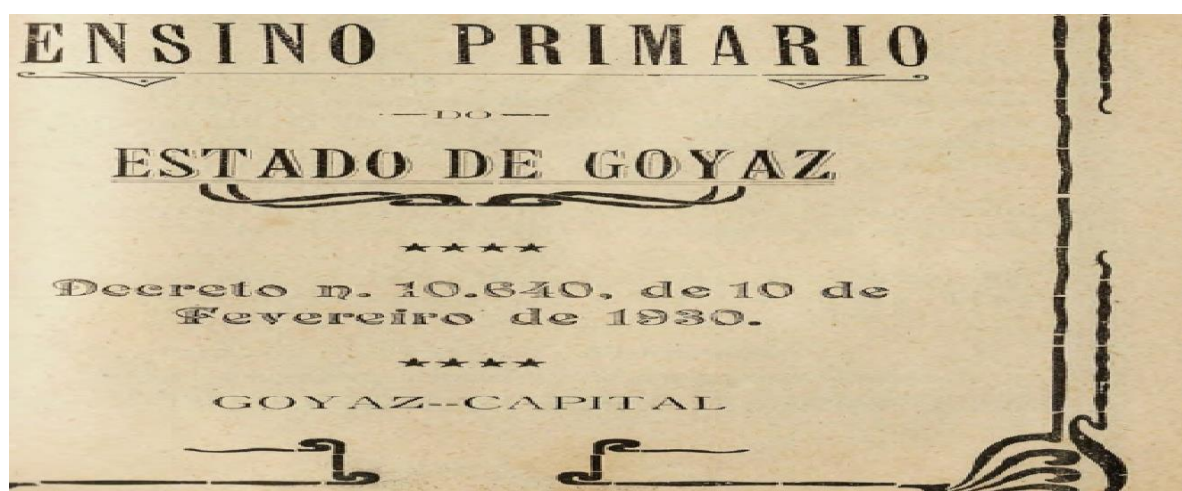 ENSINO PRIMARIO
DO
ESTADO DE GOYAZ
Decreto n. 10.640, de 10 de
Fevereiro de 1930.
GOYAZ--CAPITAL